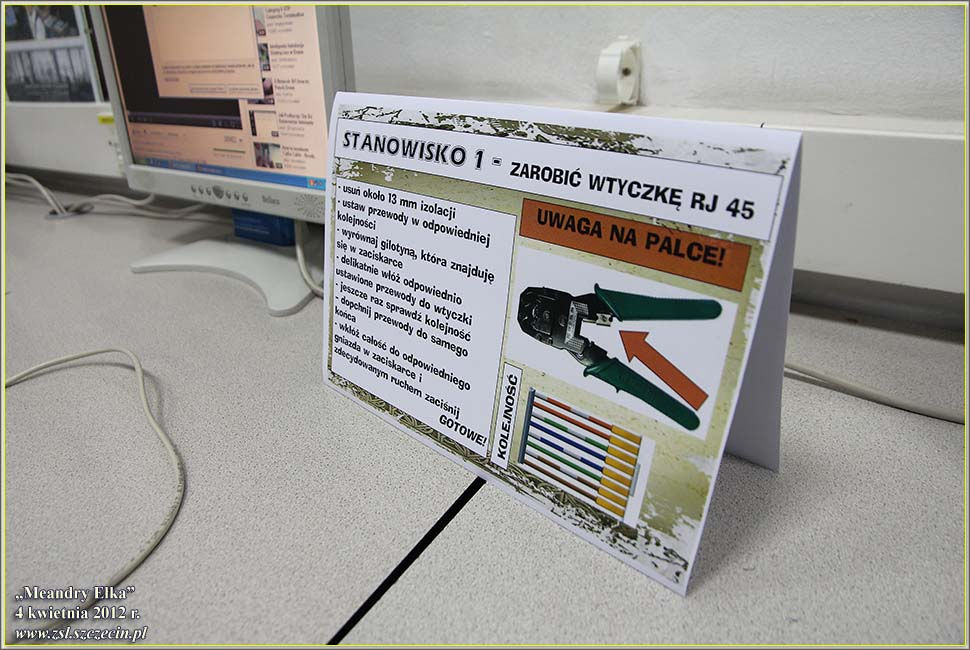 STANOWISKO 1 - ZAROBIĆ WTYCZKĘ RJ 45
- usuń około 13 mm izolacji
- ustaw przewody w odpowiedniej
kolejności
- wyrównaj gilotyną, która znajduję
się w zaciskarce
- delikatnie włóż odpowiednio
ustawione przewody do wtyczki
- jeszcze raz sprawdź kolejność
- dopchnij przewody do samego
końca
- wkłóż całość do odpowiedniego
gniazda w zaciskarce i
zdecydowanym ruchem zaciśnij
GOTOWE!
UWAGA NA PALCE!
KOLEJNOŚĆ
Belinea
„Meandry Elka”
4 kwietnia 2012 r.
www.zsl.szczecin.pl